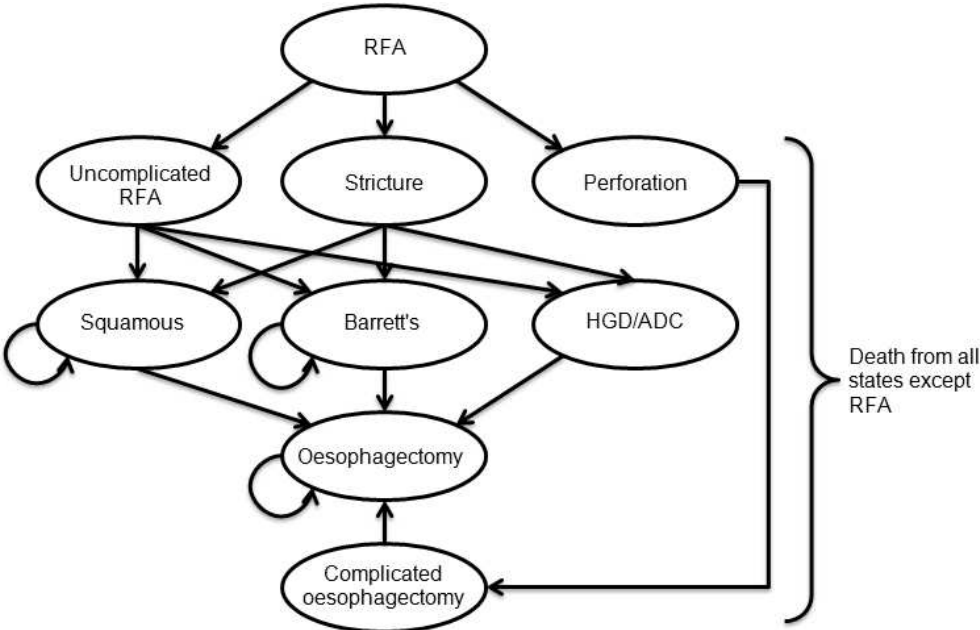 RFA
Uncomplicated
RFA
Stricture
Perforation
Squamous
Barrett's
HGD/ADC
Death from all
states except
RFA
Oesophagectomy
Complicated
oesophagectomy